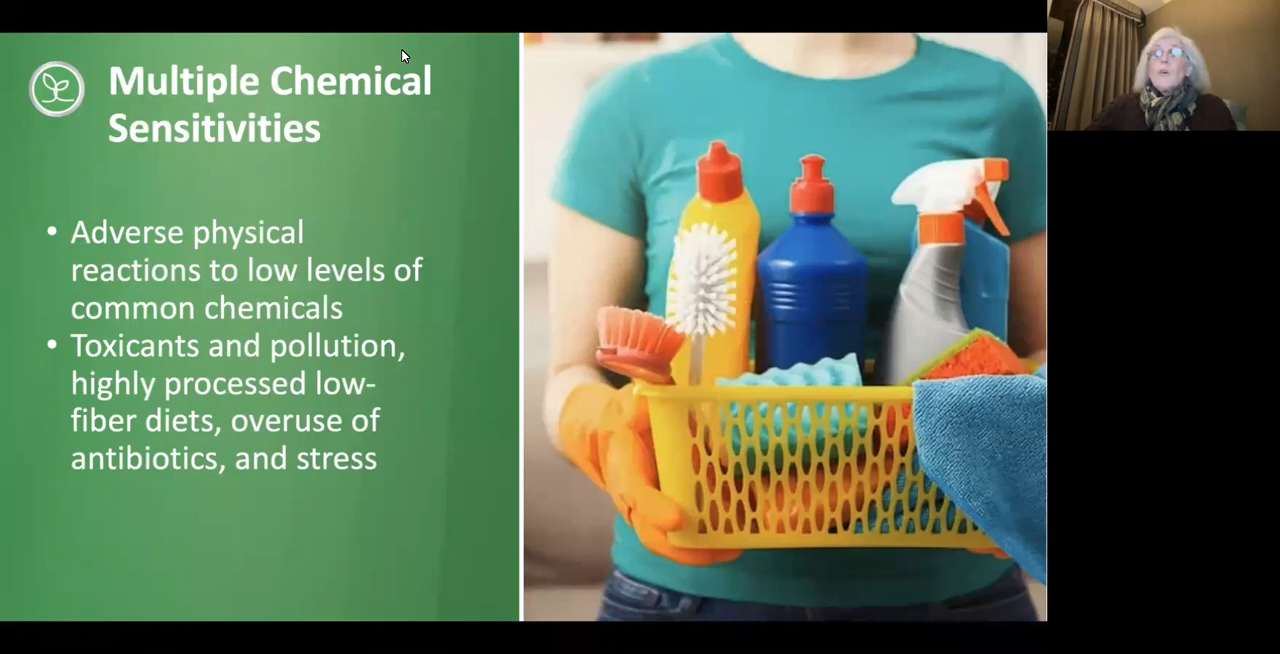 Multiple Chemical
Sensitivities
• Adverse physical
reactions to low levels of
common chemicals
• Toxicants and pollution,
highly processed low-
fiber diets, overuse of
antibiotics, and stress